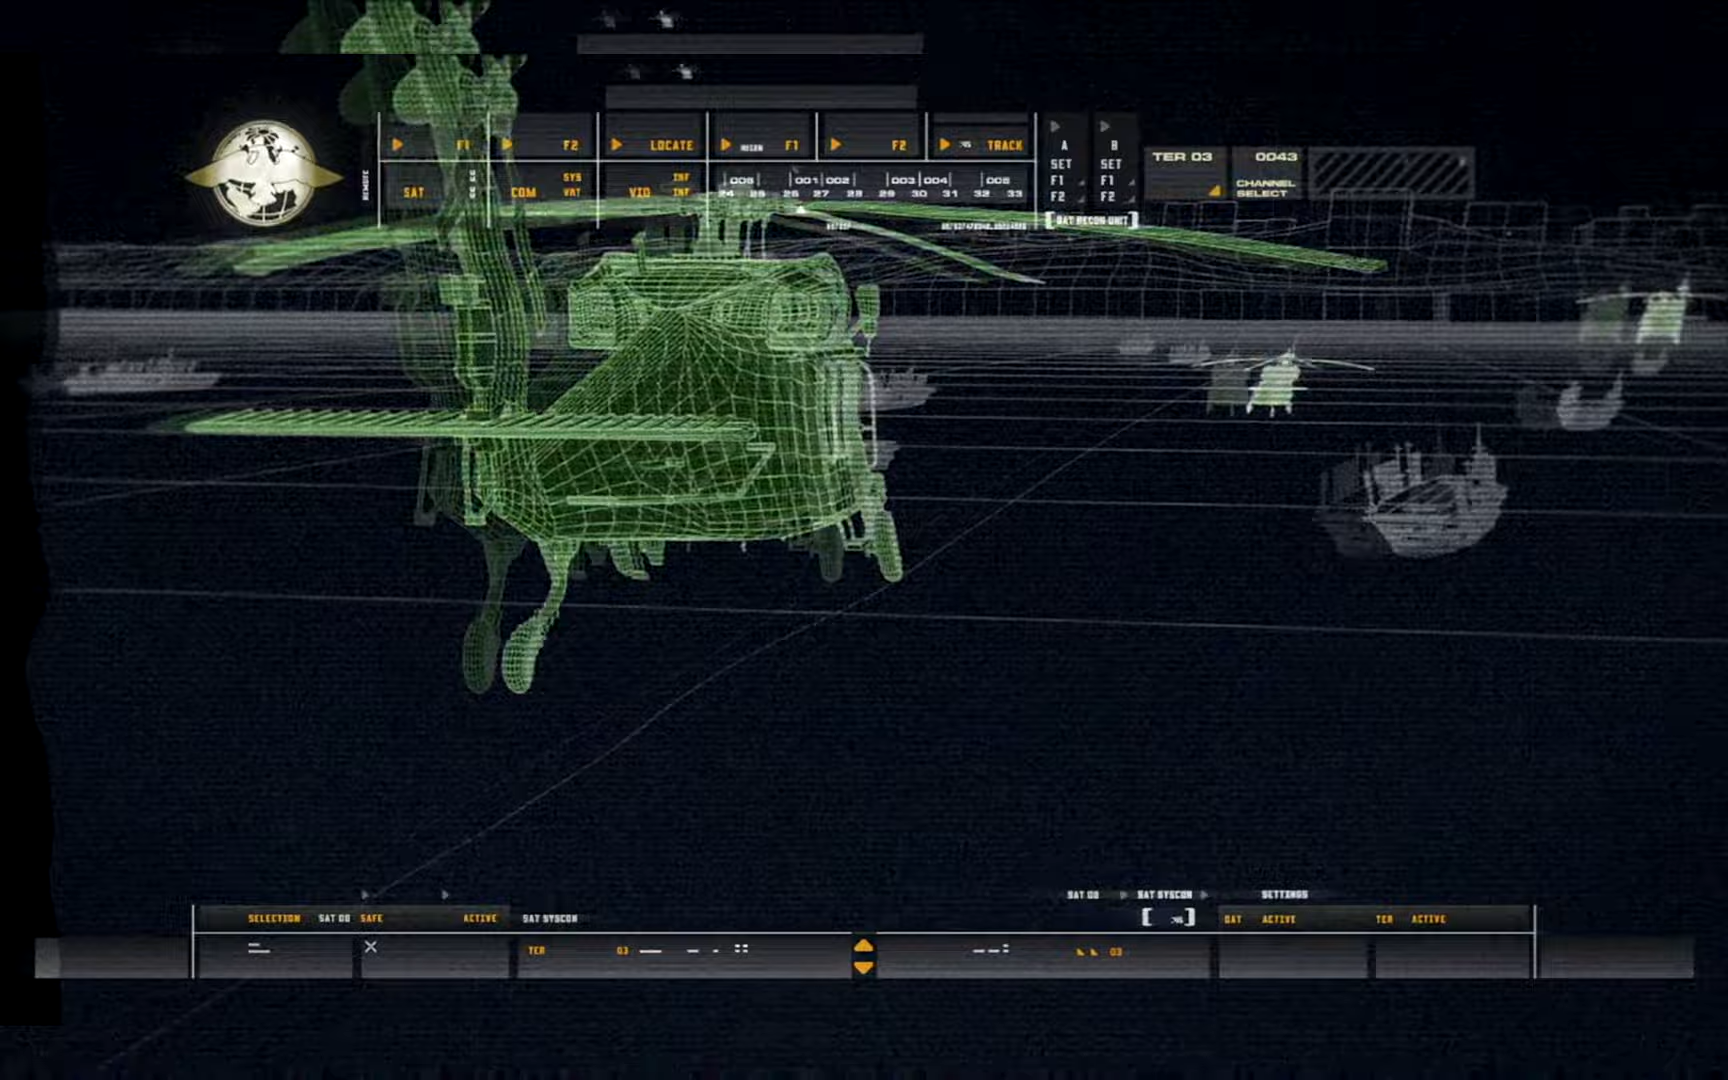 F1 F2 LOCATE F1 F2 TRACK
REMOTE
SAT COM SYS VID INF
INF
006 001 002 003 004 005
24 25 26 27 28 29 30 31 32 33
A B
SET SET
F1 F1
F2 F2
SAT RECON UNIT
TER 03 0043
CHANNEL
SELECT
SAT 00 SAT SYSCON SETTINGS
SELECTION SAT 00 SAFE ACTIVE SAT SYSCON DAT ACTIVE TER ACTIVE
TER 03 03